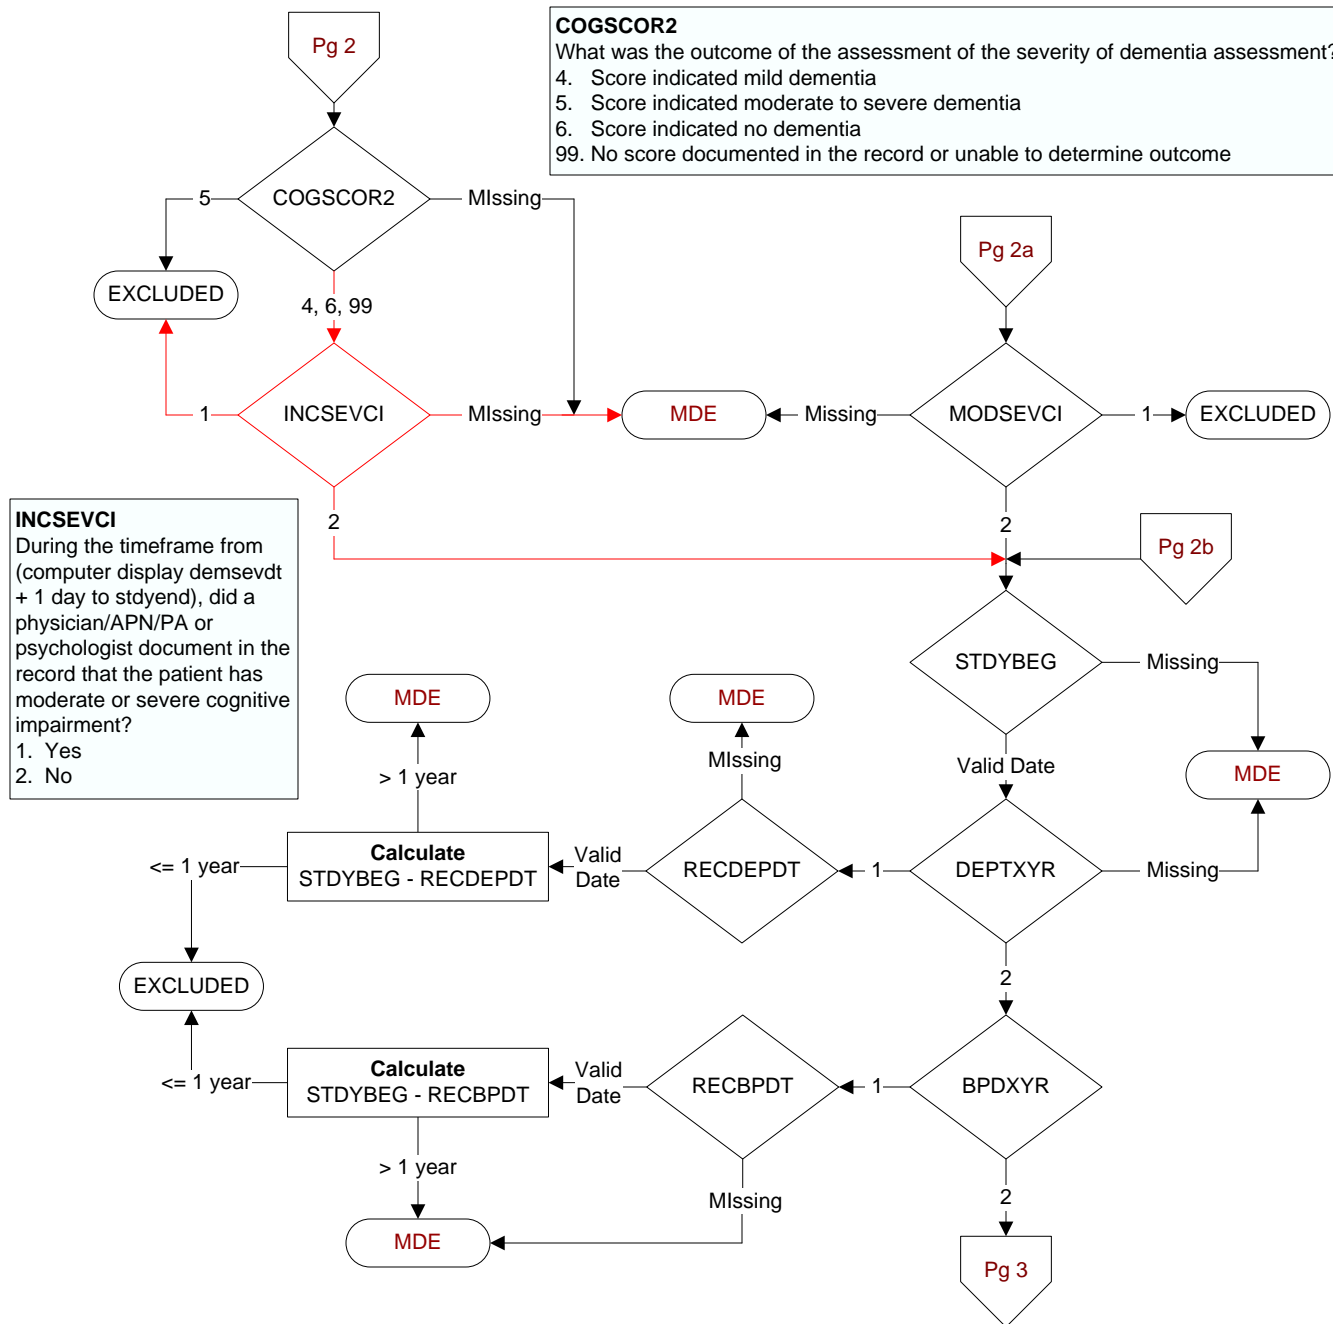 Pg 2
COGSCOR2
What was the outcome of the assessment of the severity of dementia assessment?
4. Score indicated mild dementia
5. Score indicated moderate to severe dementia
6. Score indicated no dementia
99. No score documented in the record or unable to determine outcome
5
COGSCOR2
MIssing
Pg 2a
EXCLUDED
4, 6, 99
1
INCSEVCI
MIssing
MDE
Missing
MODSEVCI
1
EXCLUDED
2
2
Pg 2b
INCSEVCI
During the timeframe from
(computer display demsevdt
+ 1 day to stdyend), did a
physician/APN/PA or
psychologist document in the
record that the patient has
moderate or severe cognitive
impairment?
1. Yes
2. No
STDYBEG
Missing
MDE
MDE
MIssing
Valid Date
MDE
> 1 year
<= 1 year
Calculate
STDYBEG - RECDEPDT
Valid
Date
RECDEPDT
1
DEPTXYR
Missing
EXCLUDED
2
<= 1 year
Calculate
STDYBEG - RECBPDT
Valid
Date
RECBPDT
1
BPDXYR
> 1 year
MIssing
2
MDE
Pg 3